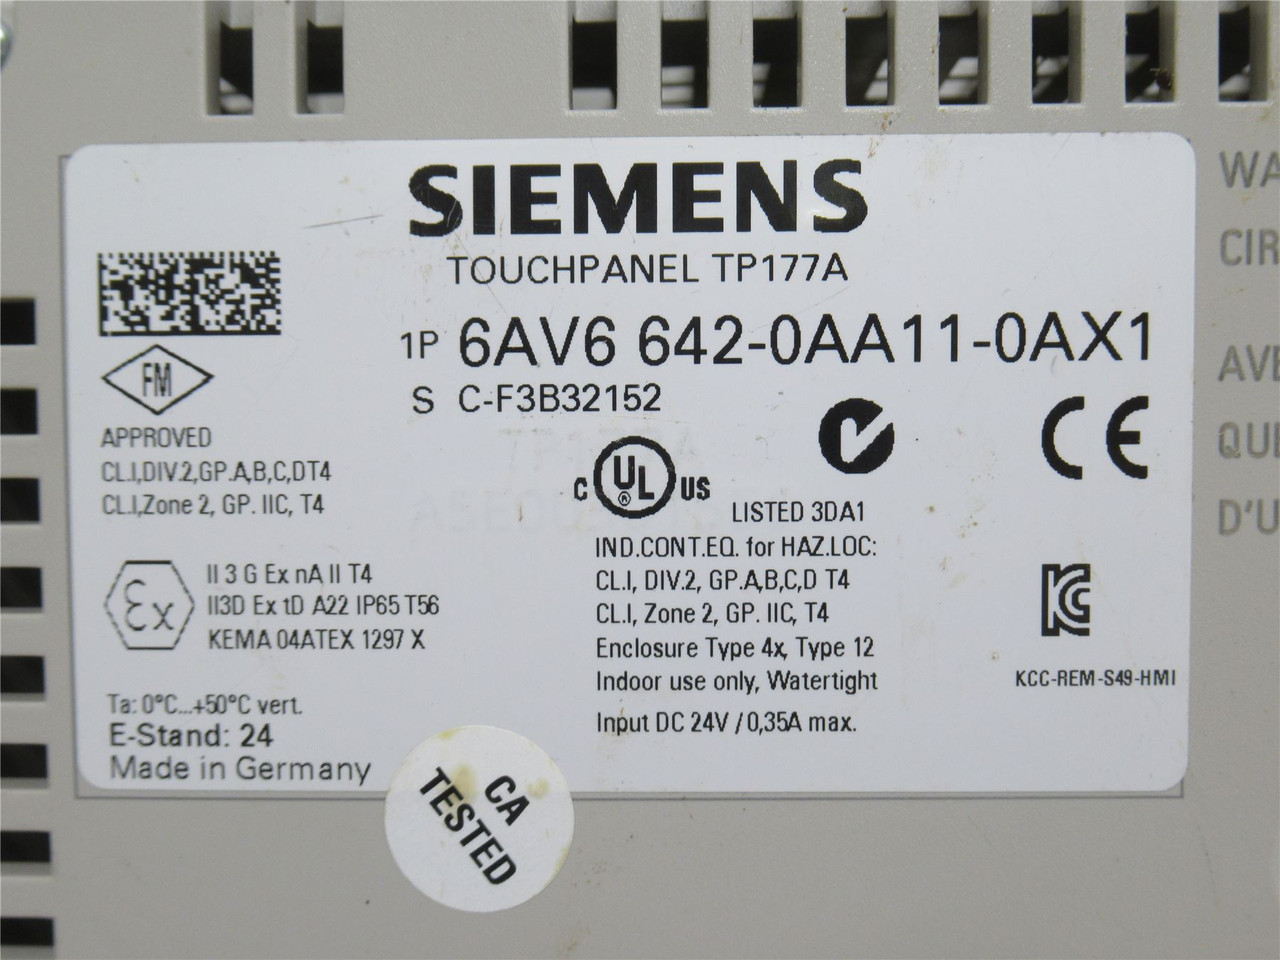 SIEMENS
TOUCHPANEL TP177A
1P 6AV6 642-0AA11-0AX1
S C-F3B32152
FM
APPROVED
CL.I,DIV.2,GP.A,B,C,DT4
CL.I,Zone 2, GP. IIC, T4
C UL ® US
LISTED 3DA1
IND.CONT.EQ. for HAZ.LOC:
CL.I, DIV.2, GP.A,B,C,D T4
CL.I, Zone 2, GP. IIC, T4
Enclosure Type 4x, Type 12
Indoor use only, Watertight
Input DC 24V / 0,35A max.
CE
KCC-REM-S49-HMI
Ex
II 3 G Ex nA II T4
II3D Ex tD A22 IP65 T56
KEMA 04ATEX 1297 X
Ta: 0°C...+50°C vert.
E-Stand: 24
Made in Germany
CA
TESTED
WA
CIR
AVE
QUE
D'U